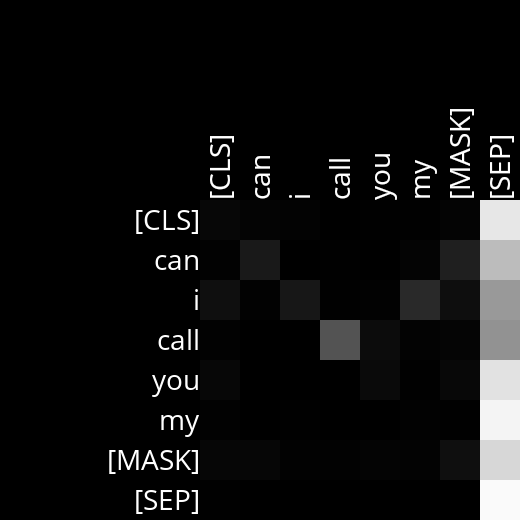 [CLS] can i call you my [MASK] [SEP]
[CLS]
can
i
call
you
my
[MASK]
[SEP]